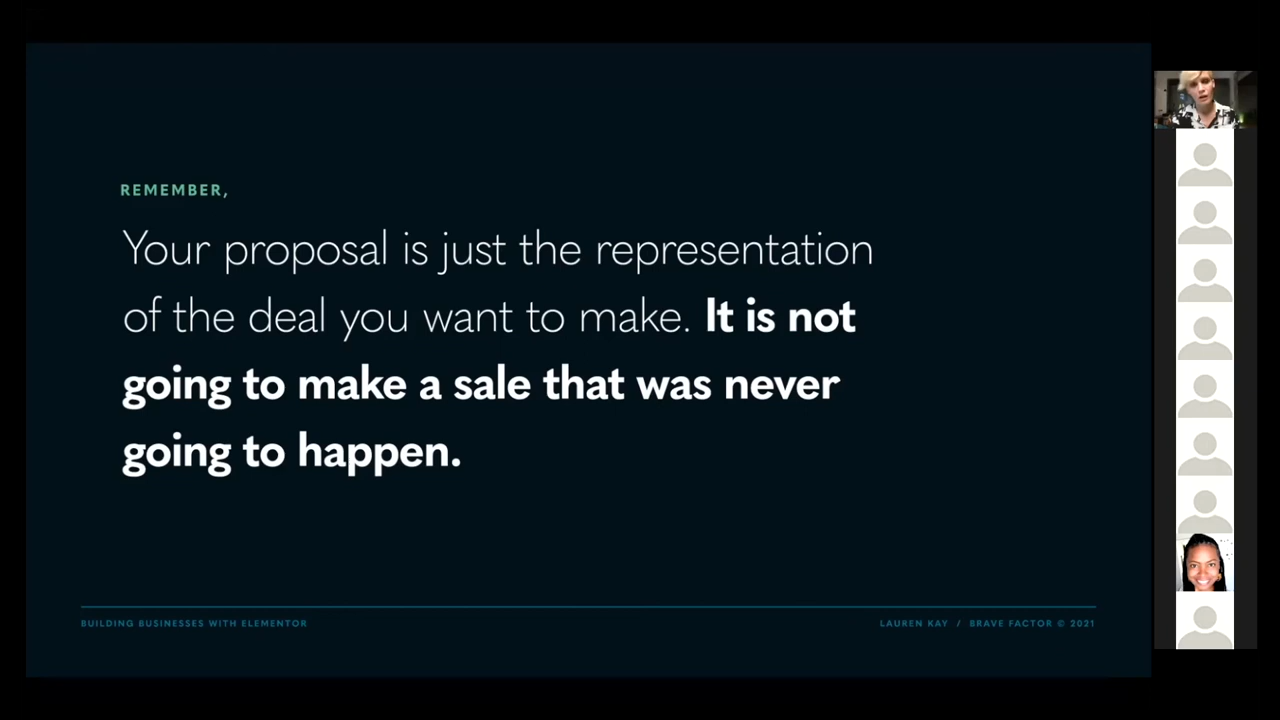 REMEMBER,
Your proposal is just the representation
of the deal you want to make. It is not
going to make a sale that was never
going to happen.
BUILDING BUSINESSES WITH ELEMENTOR
LAUREN KAY / BRAVE FACTOR © 2021